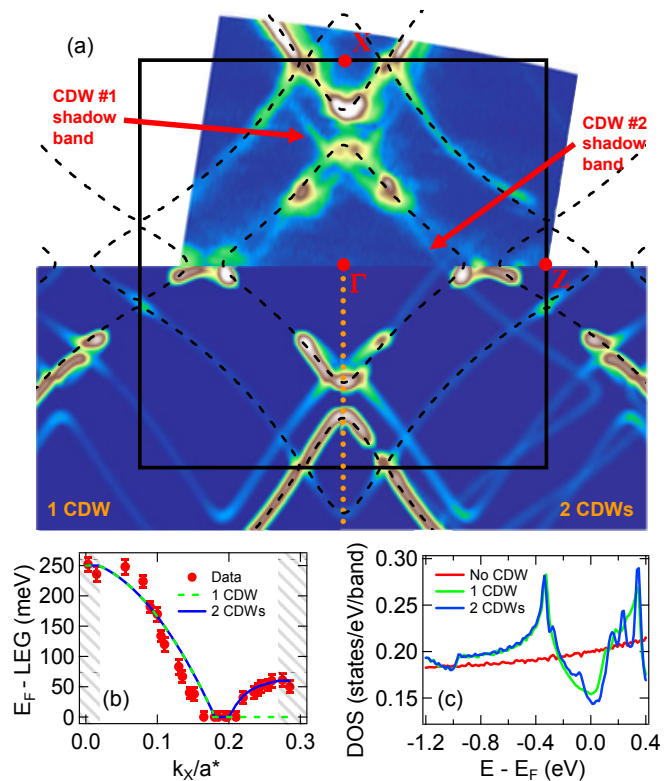 (a)
X
CDW #1
shadow
band
CDW #2
shadow
band
Γ
Z
1 CDW
2 CDWs
250
200
150
100
50
0
E_F - LEG (meV)
Data
1 CDW
2 CDWs
(b)
0.0
0.1
0.2
0.3
k_X/a*
0.30
0.25
0.20
0.15
DOS (states/eV/band)
No CDW
1 CDW
2 CDWs
(c)
-1.2
-0.8
-0.4
0.0
0.4
E - E_F (eV)